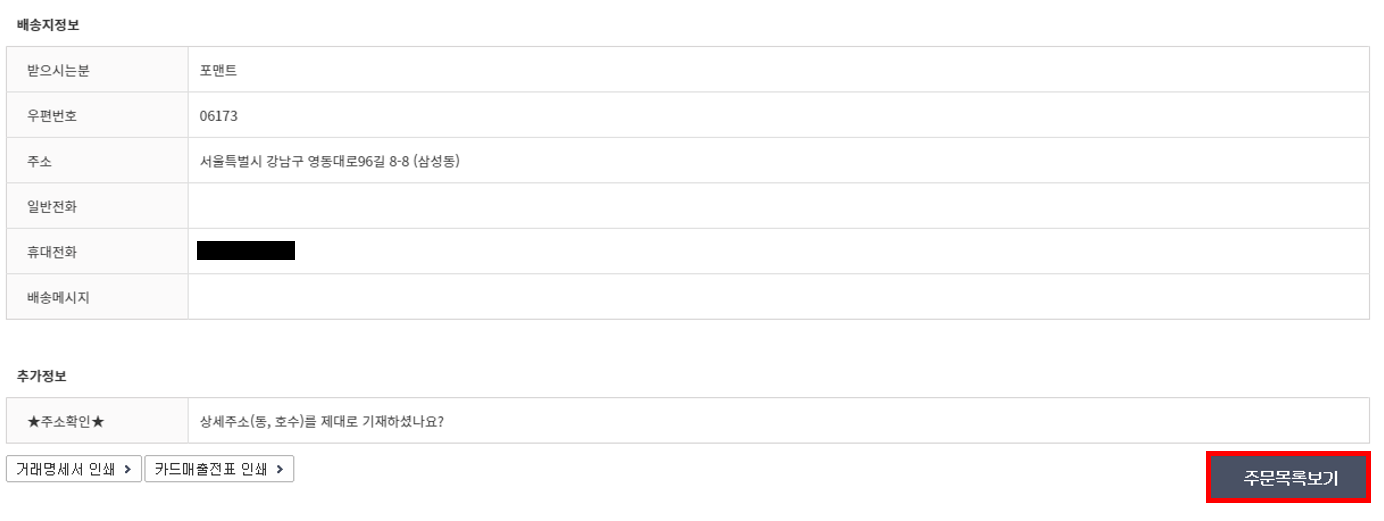 배송지정보
받으시는분 포맨트
우편번호 06173
주소 서울특별시 강남구 영동대로96길 8-8 (삼성동)
일반전화
휴대전화
배송메시지
추가정보
★주소확인★ 상세주소(동, 호수)를 제대로 기재하셨나요?
거래명세서 인쇄 > 카드매출전표 인쇄 > 주문목록보기